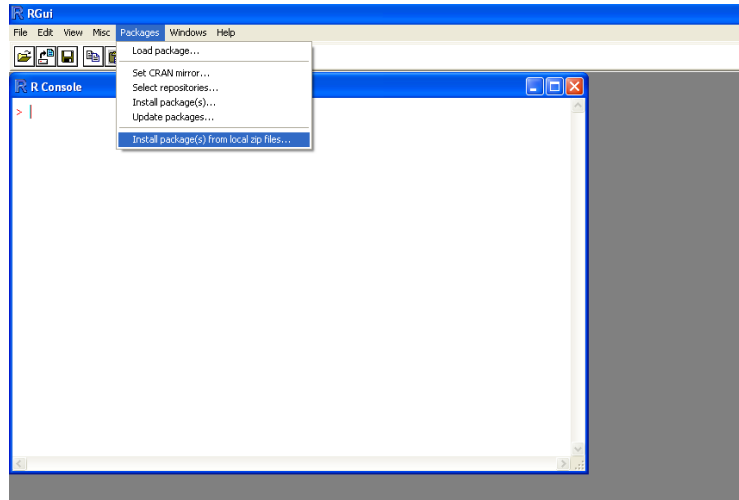 RGui
File Edit View Misc Packages Windows Help
Load package...
Set CRAN mirror...
Select repositories...
Install package(s)...
Update packages...
Install package(s) from local zip files...
R Console
>